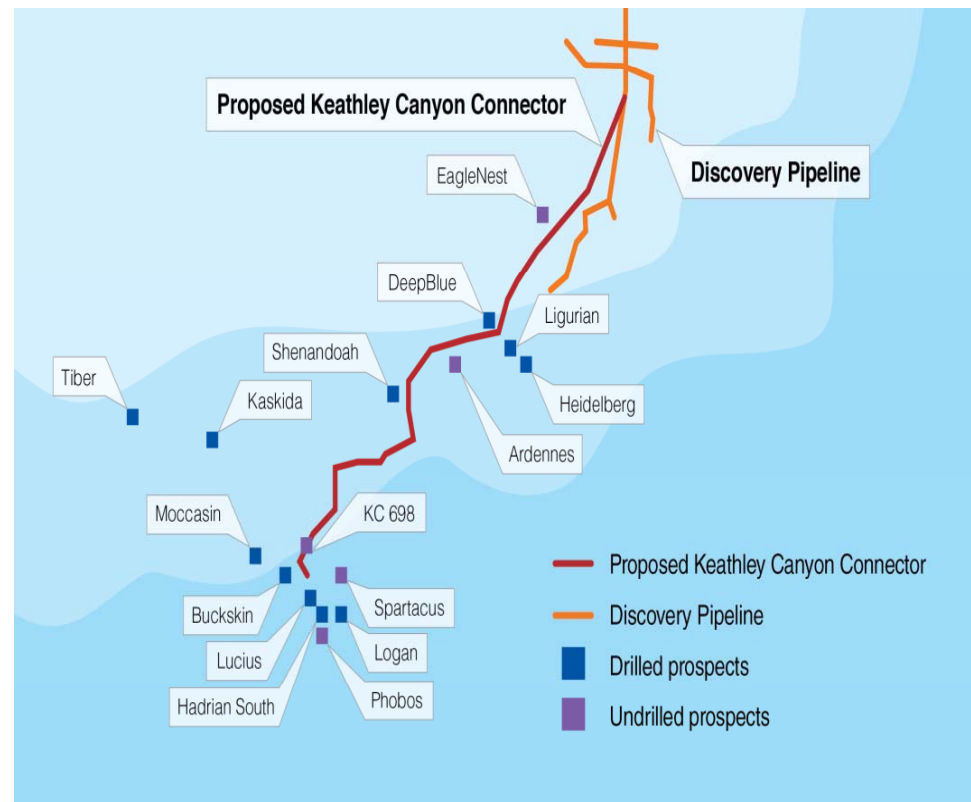 Proposed Keathley Canyon Connector
Discovery Pipeline
EagleNest
DeepBlue
Ligurian
Shenandoah
Tiber
Kaskida
Heidelberg
Ardennes
Moccasin
KC 698
Buckskin
Spartacus
Lucius
Logan
Hadrian South
Phobos
Proposed Keathley Canyon Connector
Discovery Pipeline
Drilled prospects
Undrilled prospects